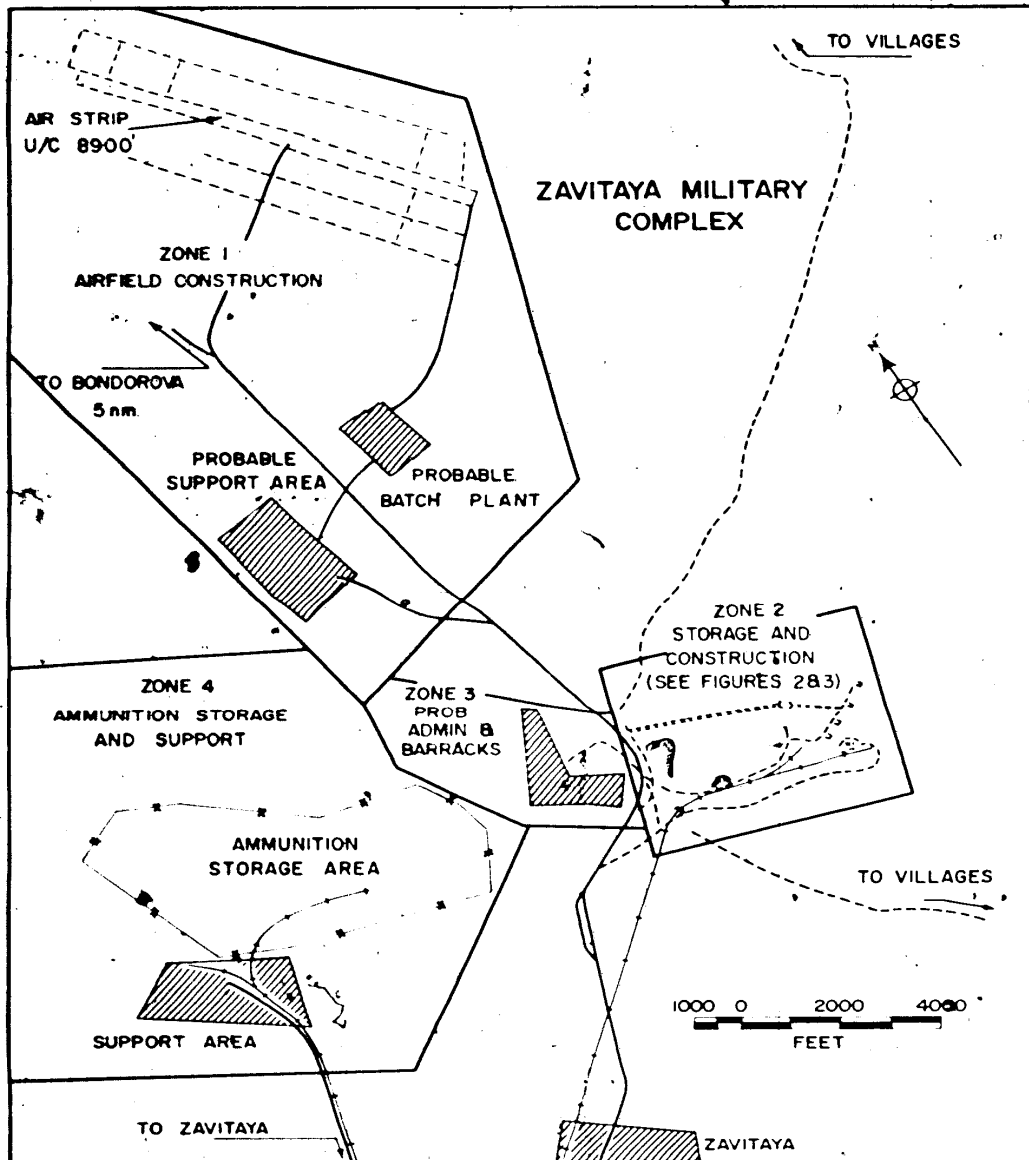 TO VILLAGES
AIR STRIP
U/C 8900'
ZAVITAYA MILITARY
COMPLEX
ZONE 1
AIRFIELD CONSTRUCTION
N
TO BONDOROVA
5 nm.
PROBABLE
SUPPORT AREA
PROBABLE
BATCH PLANT
ZONE 2
STORAGE AND
CONSTRUCTION
(SEE FIGURES 2&3)
ZONE 4
AMMUNITION STORAGE
AND SUPPORT
ZONE 3
PROB
ADMIN &
BARRACKS
AMMUNITION
STORAGE AREA
TO VILLAGES
1000 0 2000 4000
FEET
SUPPORT AREA
TO ZAVITAYA
ZAVITAYA